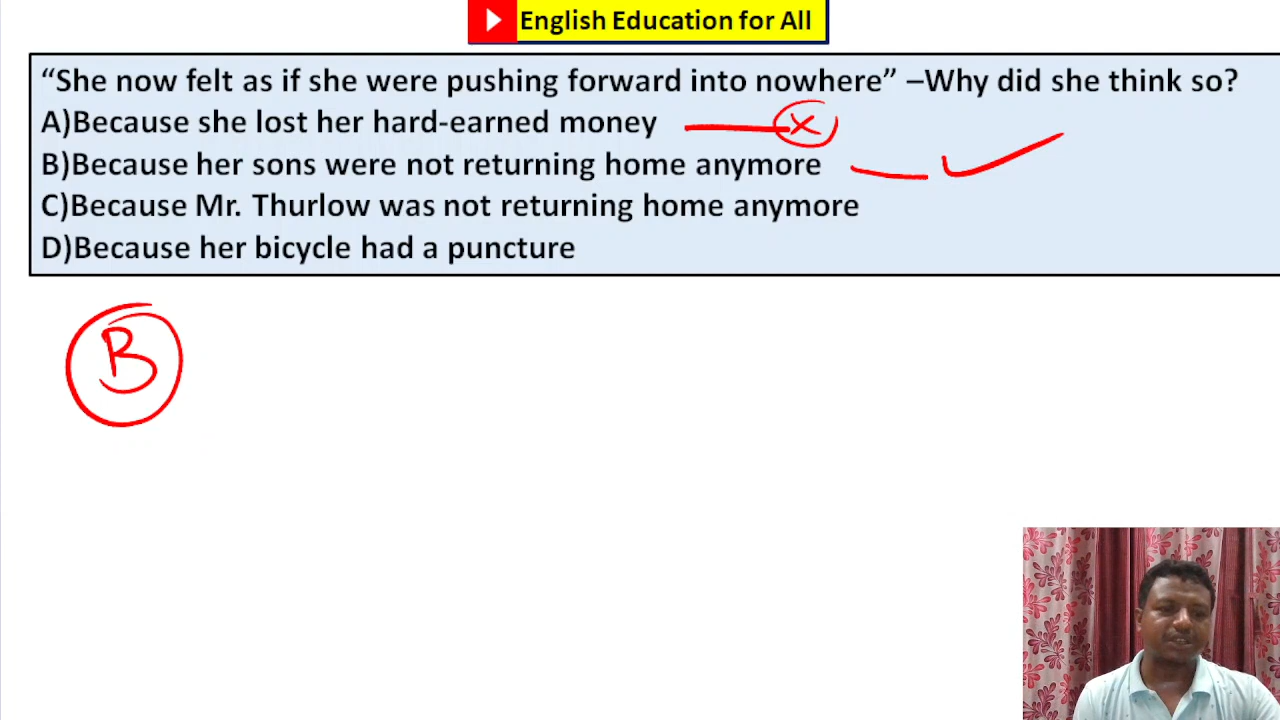 English Education for All
“She now felt as if she were pushing forward into nowhere” –Why did she think so?
A)Because she lost her hard-earned money
B)Because her sons were not returning home anymore
C)Because Mr. Thurlow was not returning home anymore
D)Because her bicycle had a puncture
B